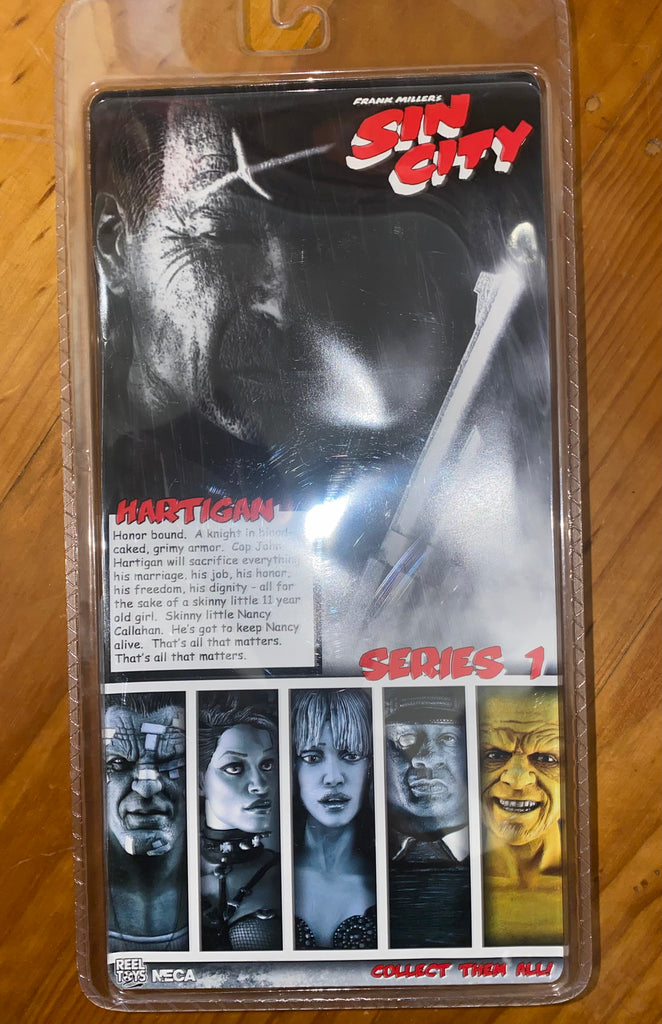 FRANK MILLER'S
SIN
CITY
HARTIGAN
Honor bound. A knight in blood-
caked, grimy armor. Cop John
Hartigan will sacrifice everything
his marriage, his job, his honor,
his freedom, his dignity - all for
the sake of a skinny little 11 year
old girl. Skinny little Nancy
Callahan. He's got to keep Nancy
alive. That's all that matters.
That's all that matters.
SERIES 1
REEL
TOYS NECA
COLLECT THEM ALL!